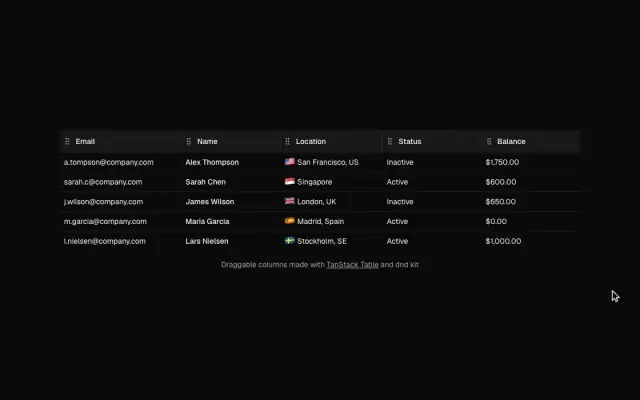 Email Name Location Status Balance
a.tompson@company.com Alex Thompson San Francisco, US Inactive $1,750.00
sarah.c@company.com Sarah Chen Singapore Active $600.00
j.wilson@company.com James Wilson London, UK Inactive $650.00
m.garcia@company.com Maria Garcia Madrid, Spain Active $0.00
l.nielsen@company.com Lars Nielsen Stockholm, SE Active $1,000.00
Draggable columns made with TanStack Table and dnd kit